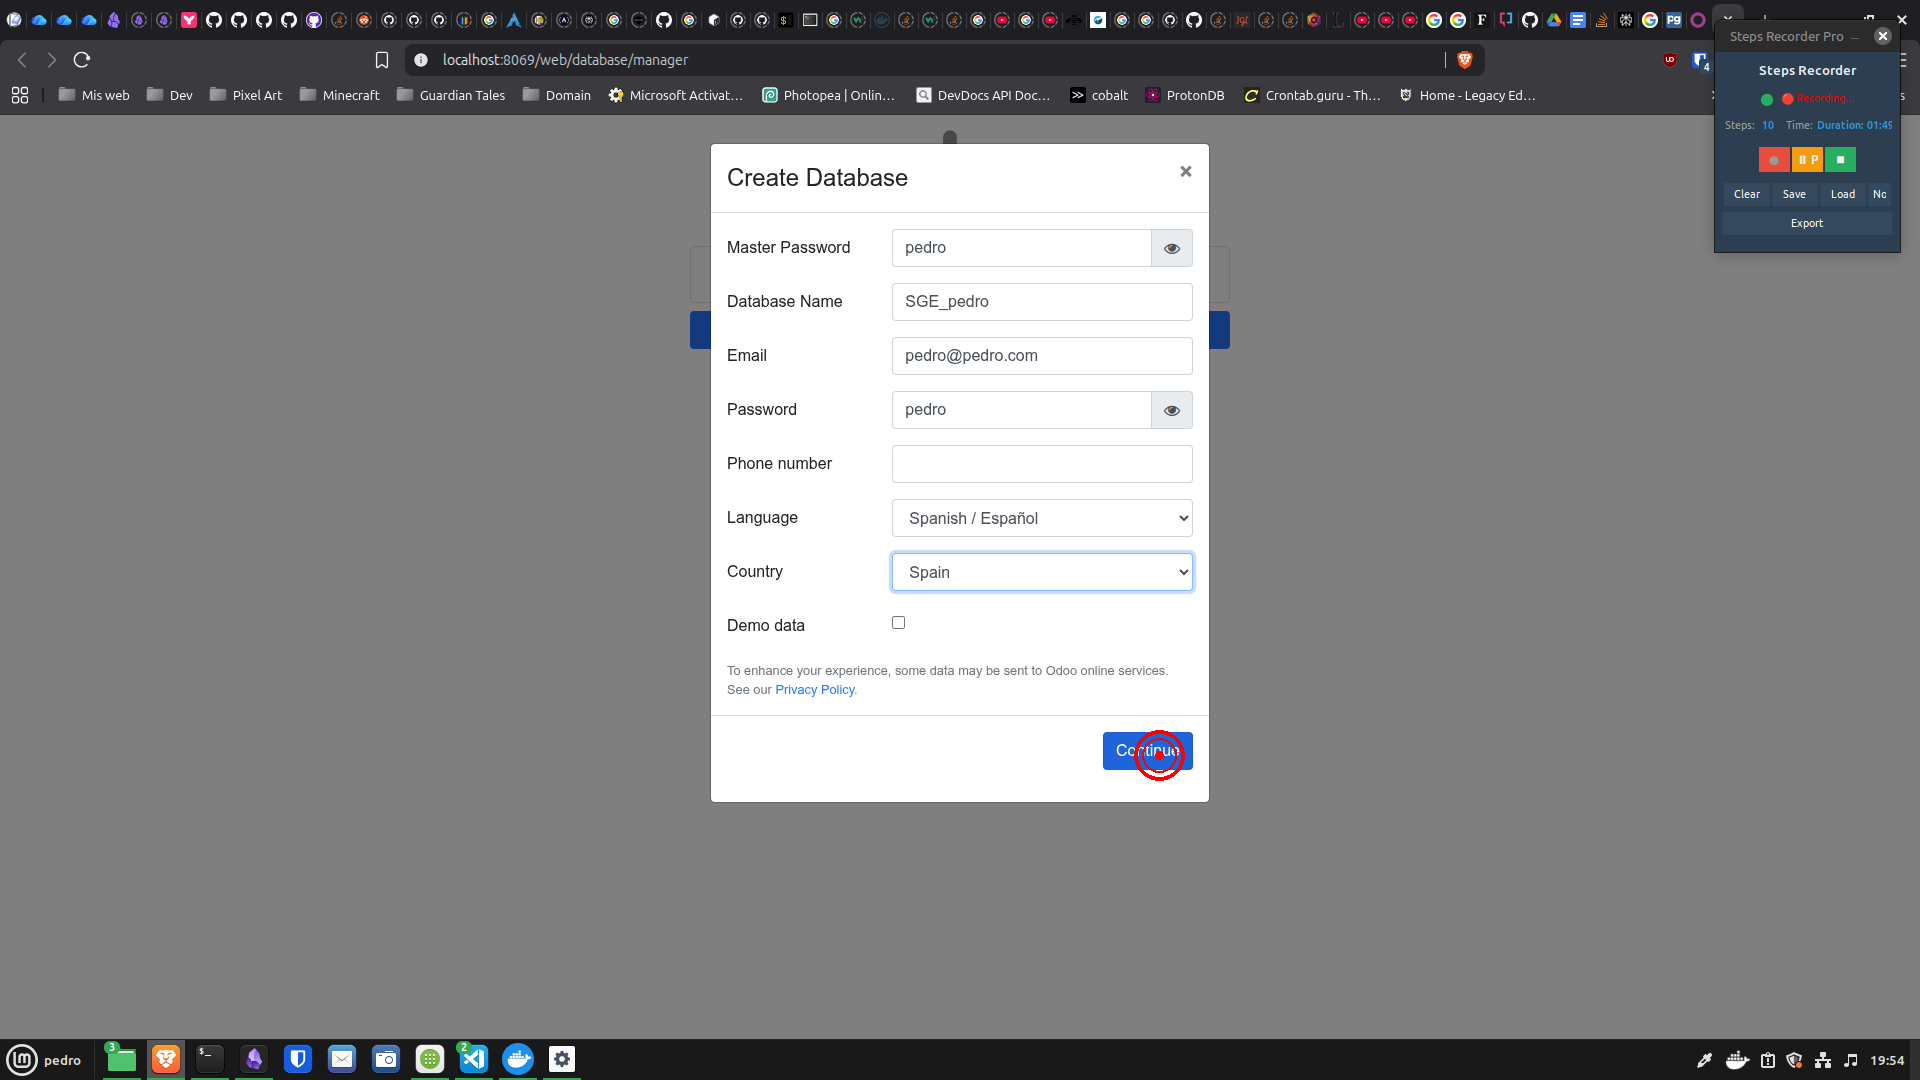 localhost:8069/web/database/manager
Mis web
Dev
Pixel Art
Minecraft
Guardian Tales
Domain
Microsoft Activat...
Photopea | Onlin...
DevDocs API Doc...
cobalt
ProtonDB
Crontab.guru - Th...
Home - Legacy Ed...
4
Steps Recorder Pro
Steps Recorder
Recording...
Steps: 10 Time: Duration: 01:49
P
Clear Save Load No
Export
Create Database
×
Master Password pedro
Database Name SGE_pedro
Email pedro@pedro.com
Password pedro
Phone number
Language Spanish / Español
Country Spain
Demo data
To enhance your experience, some data may be sent to Odoo online services.
See our Privacy Policy.
Continue
pedro
3
2
19:54